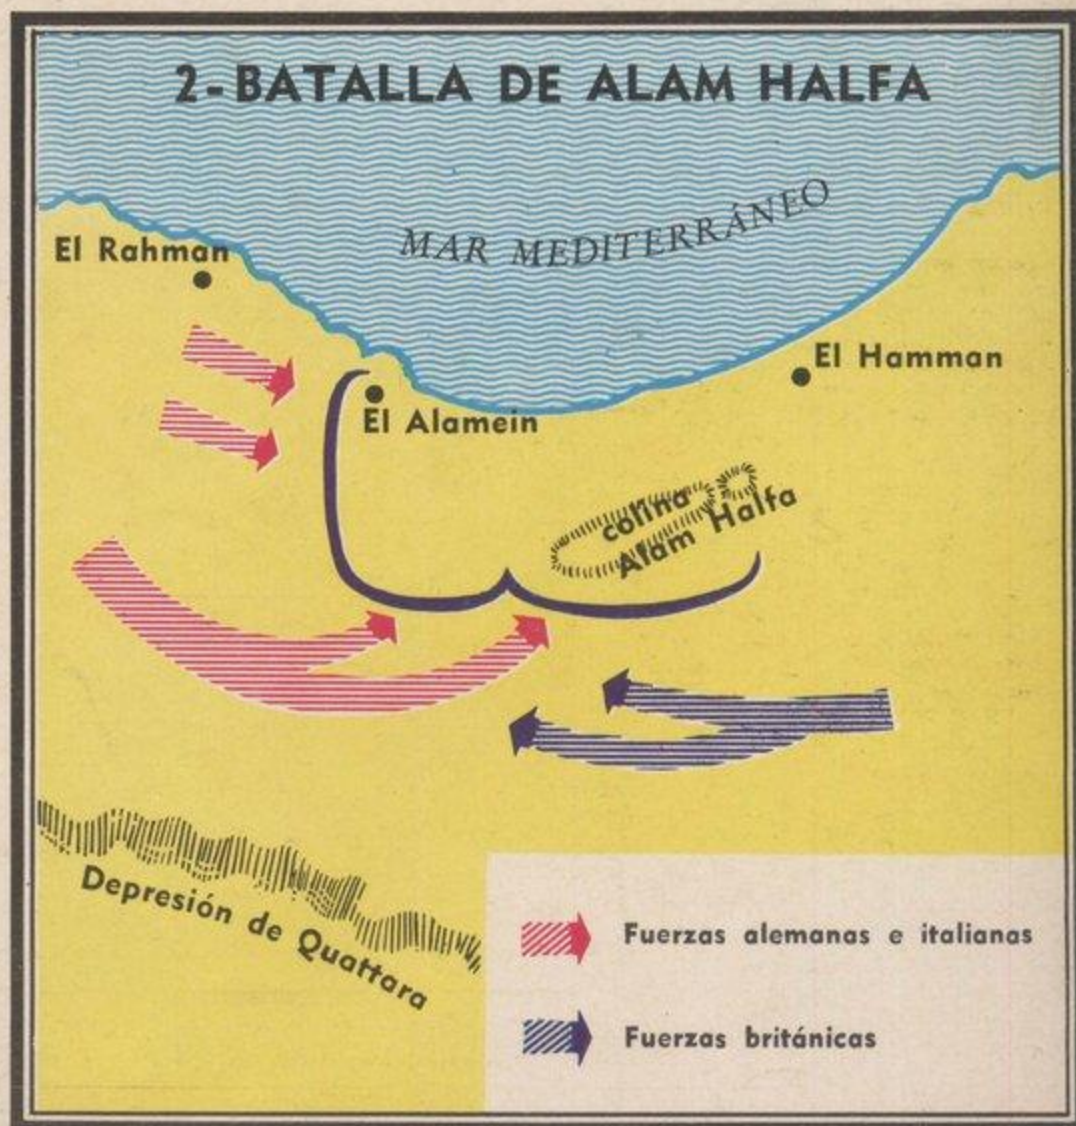 2-BATALLA DE ALAM HALFA
MAR MEDITERRÁNEO
El Rahman
El Hamman
El Alamein
colina
Alam Halfa
Depresión de Quattara
Fuerzas alemanas e italianas
Fuerzas británicas